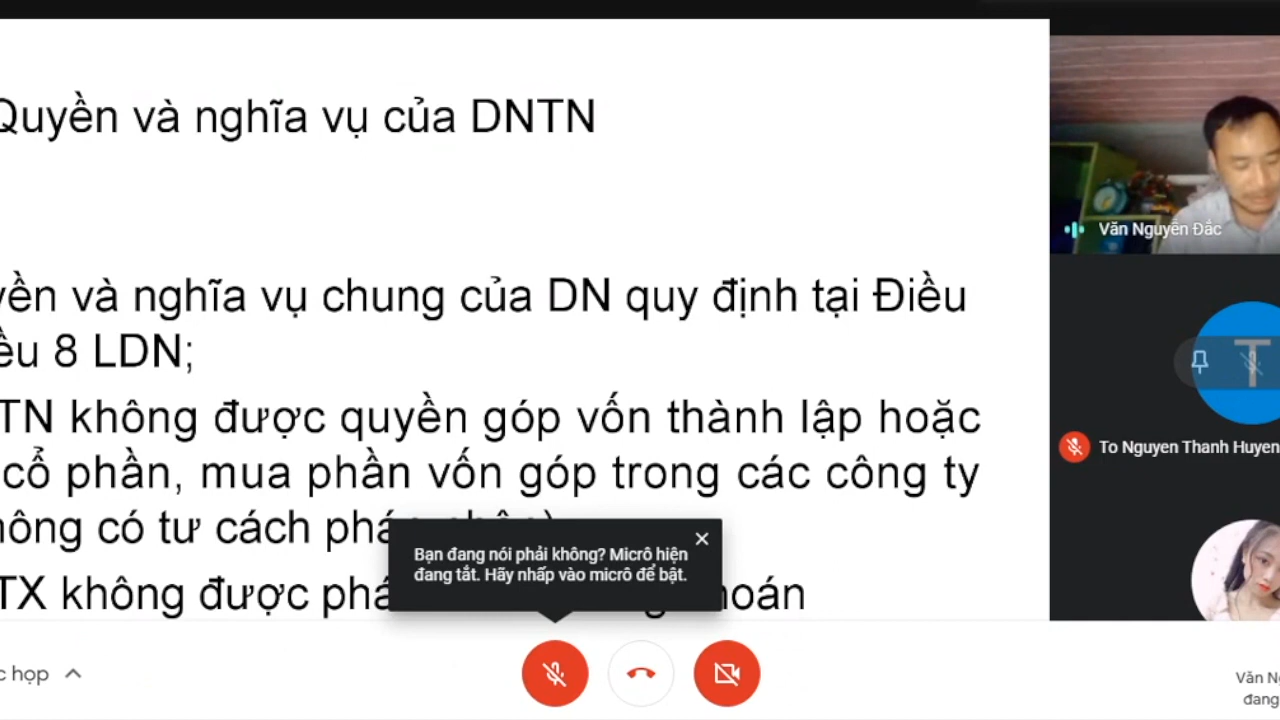 Quyền và nghĩa vụ của DNTN
yền và nghĩa vụ chung của DN quy định tại Điều
ều 8 LDN;
TN không được quyền góp vốn thành lập hoặc
cổ phần, mua phần vốn góp trong các công ty
hông có tư cách phá
TX không được phá hoán
Bạn đang nói phải không? Micrô hiện
đang tắt. Hãy nhấp vào micrô để bật.
Văn Nguyễn Đắc
T
To Nguyen Thanh Huyen
c họp
Văn Ng
đang